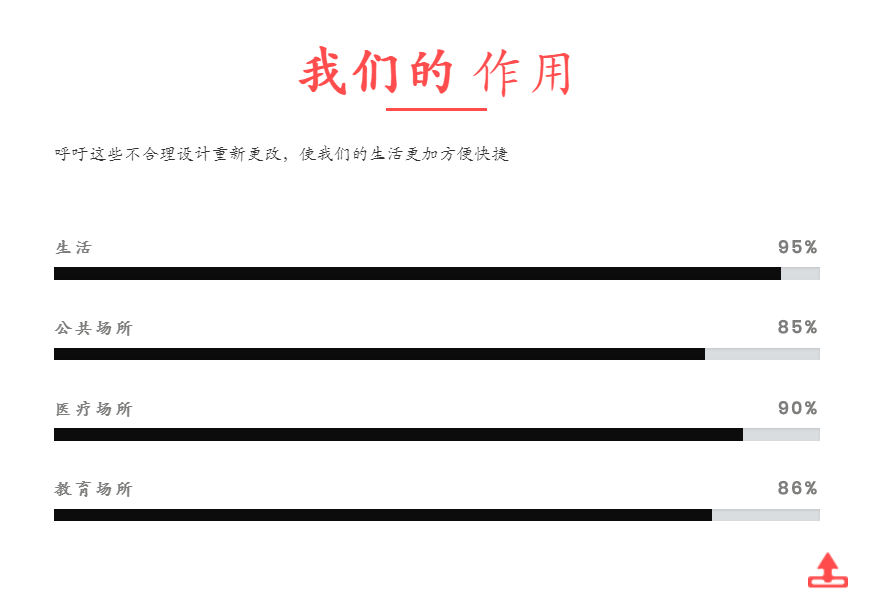 我们的 作用
呼吁这些不合理设计重新更改，使我们的生活更加方便快捷
生活 95%
公共场所 85%
医疗场所 90%
教育场所 86%